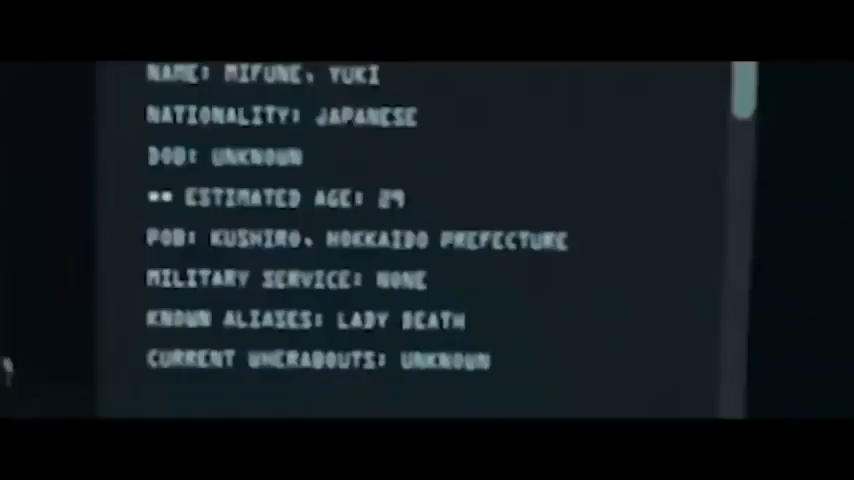 NAME: MIFUNE, YUKI
NATIONALITY: JAPANESE
DOB: UNKNOWN
** ESTIMATED AGE: 29
POB: KUSHIRO, HOKKAIDO PREFECTURE
MILITARY SERVICE: NONE
KNOWN ALIASES: LADY DEATH
CURRENT WHERABOUTS: UNKNOWN